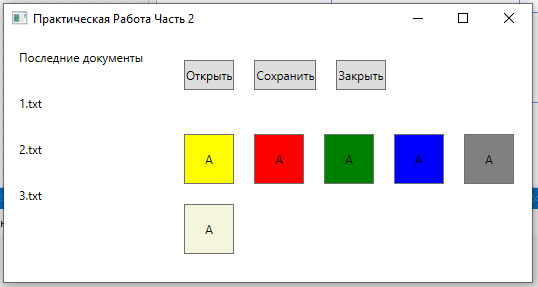 Практическая Работа Часть 2
Последние документы
Открыть Сохранить Закрыть
1.txt
2.txt
A A A A A
3.txt
A